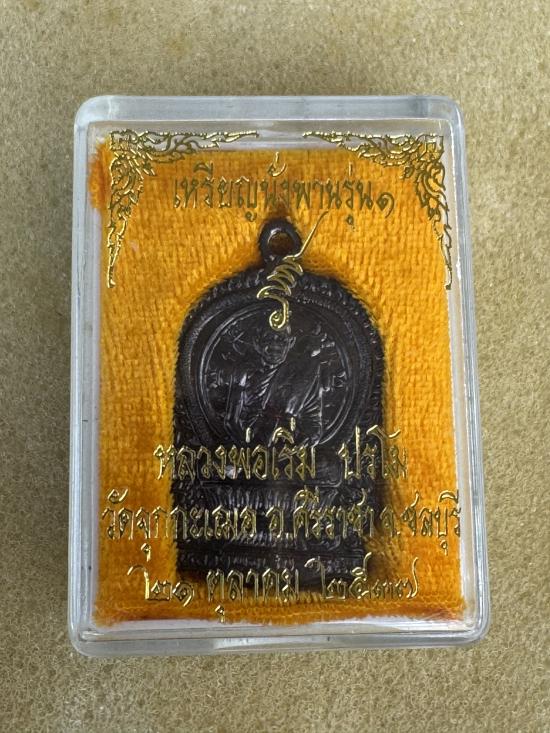 เหรียญนั่งพานรุ่น๑
หลวงพ่อเริ่ม ปรโม
วัดจุกกะเฌอ อ.ศรีราชา จ.ชลบุรี
๒๑ ตุลาคม ๒๕๓๗